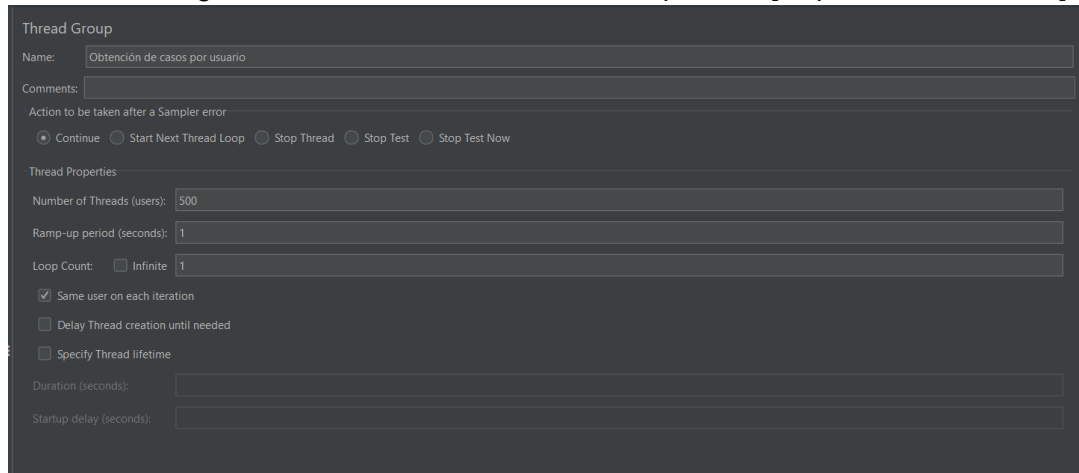 Thread Group
Name: Obtención de casos por usuario
Comments:
Action to be taken after a Sampler error
Continue Start Next Thread Loop Stop Thread Stop Test Stop Test Now
Thread Properties
Number of Threads (users): 500
Ramp-up period (seconds): 1
Loop Count: Infinite 1
Same user on each iteration
Delay Thread creation until needed
Specify Thread lifetime
Duration (seconds):
Startup delay (seconds):